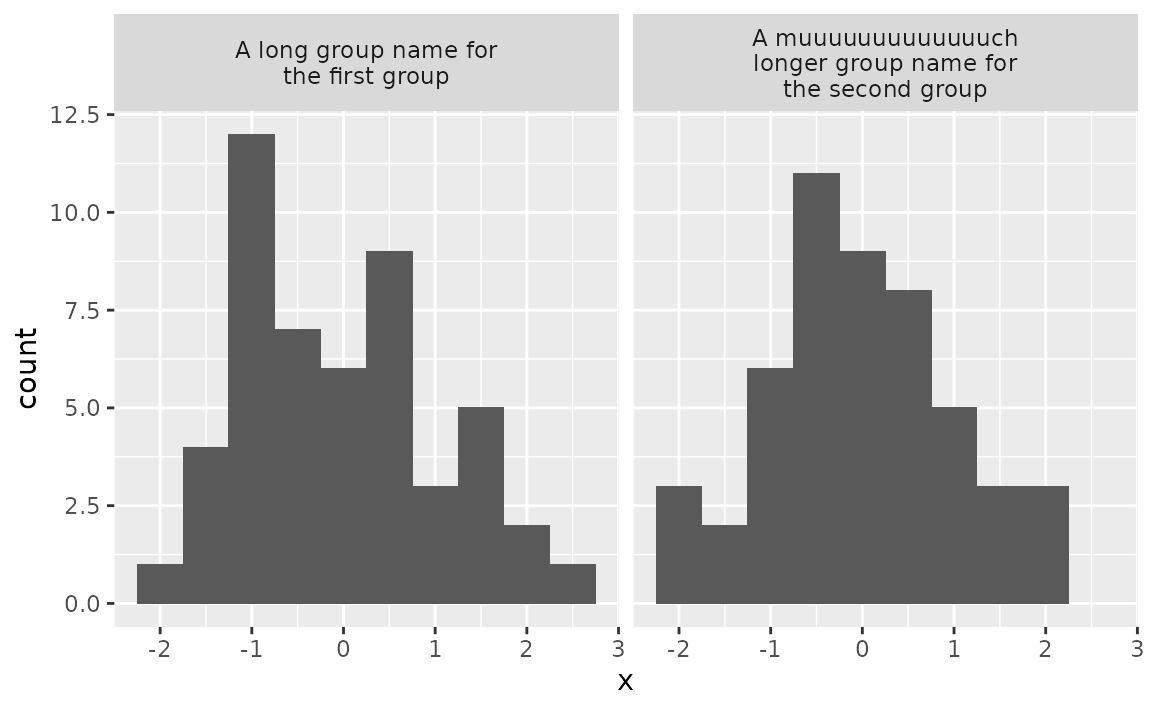 A long group name for
the first group
A muuuuuuuuuuuuuch
longer group name for
the second group
12.5
10.0
7.5
5.0
2.5
0.0
count
-2 -1 0 1 2 3
-2 -1 0 1 2 3
x